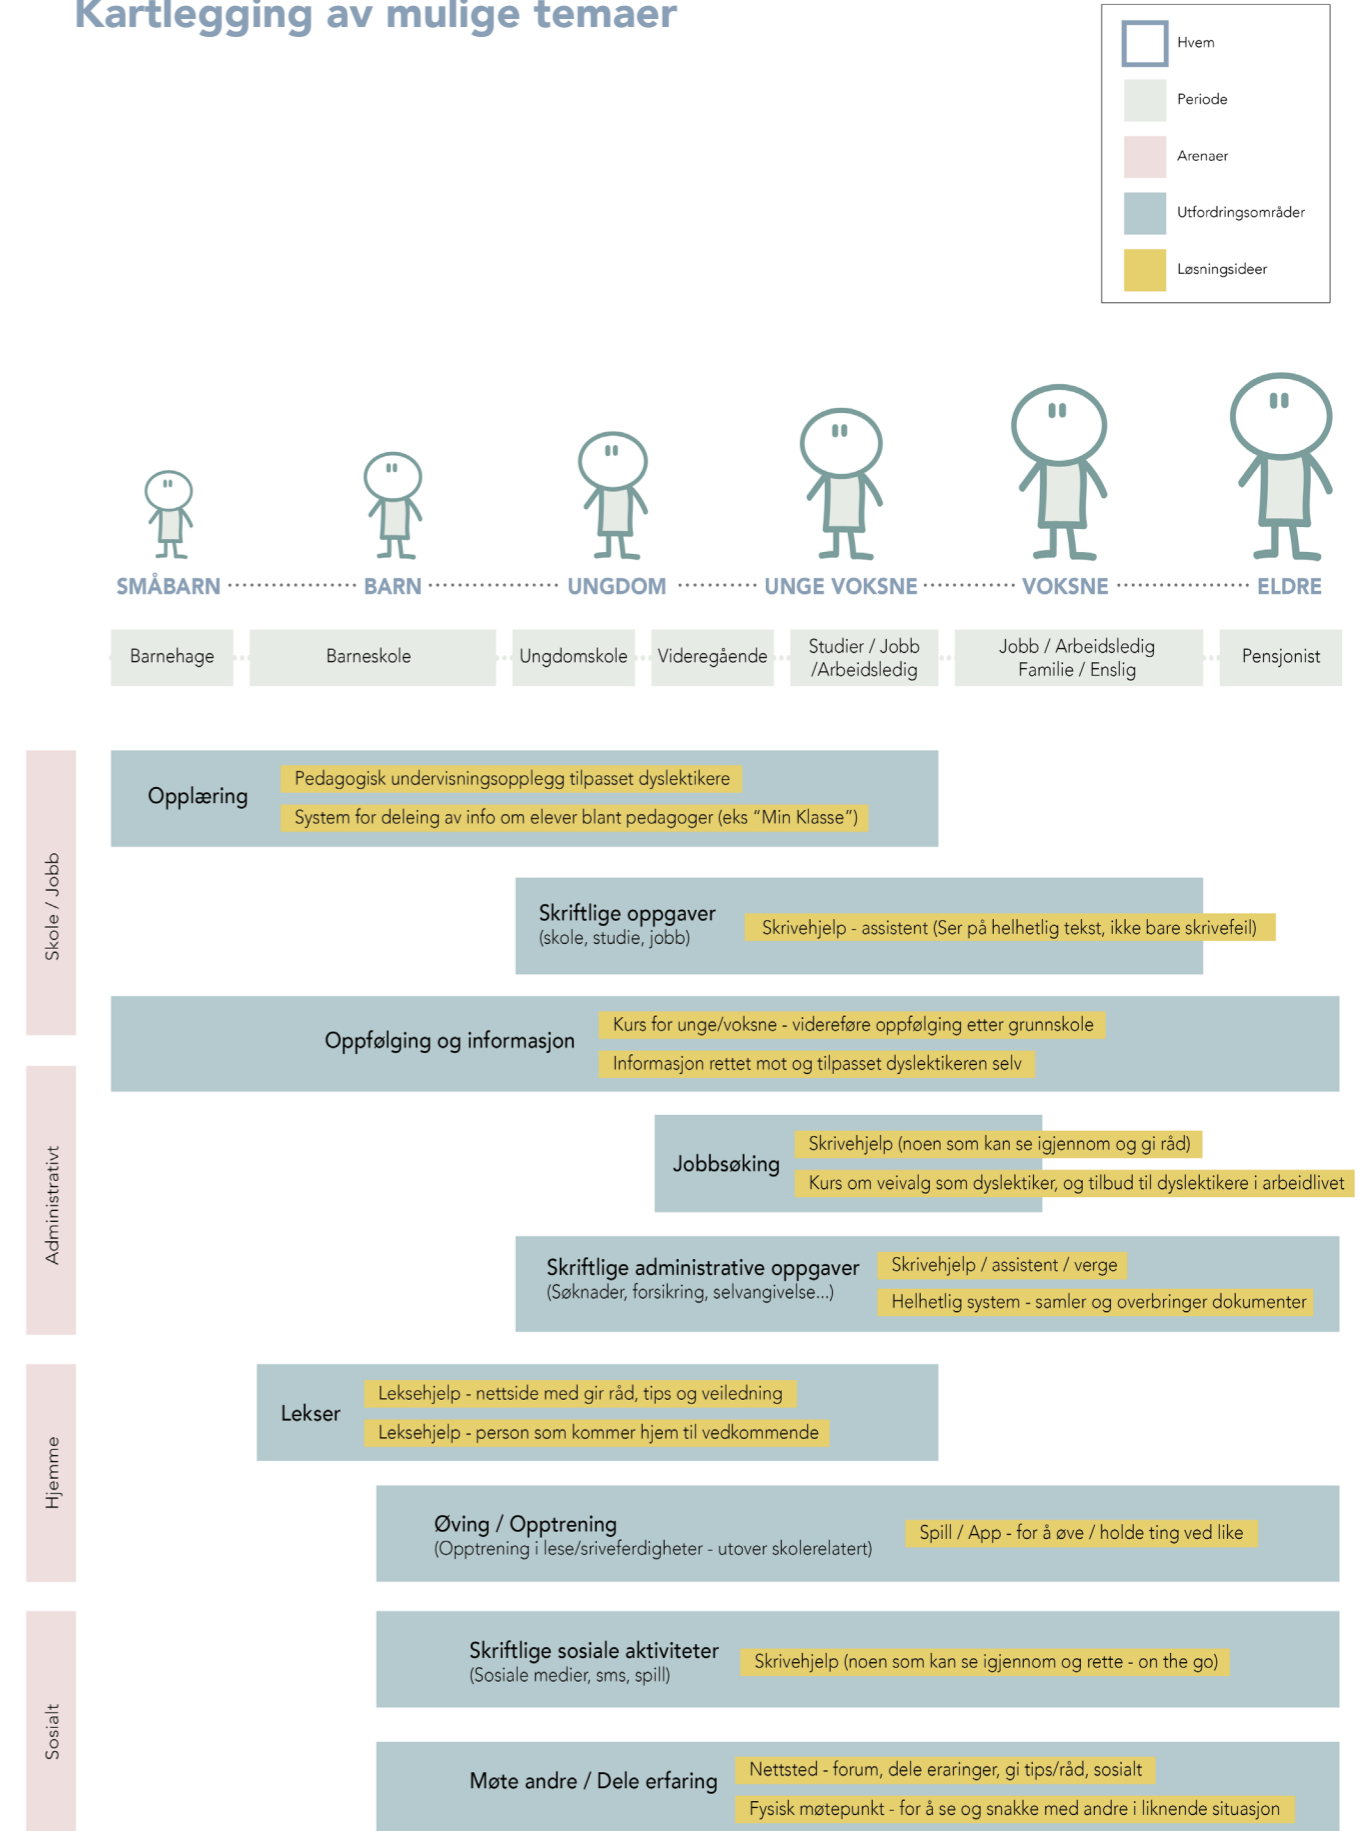 Kartlegging av mulige temaer
Hvem
Periode
Arenaer
Utfordringsområder
Løsningsideer
SMÅBARN
BARN
UNGDOM
UNGE VOKSNE
VOKSNE
ELDRE
Barnehage
Barneskole
Ungdomskole
Videregående
Studier / Jobb
/Arbeidsledig
Jobb / Arbeidsledig
Familie / Enslig
Pensjonist
Skole / Jobb
Opplæring
Pedagogisk undervisningsopplegg tilpasset dyslektikere
System for deleing av info om elever blant pedagoger (eks “Min Klasse”)
Skriftlige oppgaver
(skole, studie, jobb)
Skrivehjelp - assistent (Ser på helhetlig tekst, ikke bare skrivefeil)
Oppfølging og informasjon
Kurs for unge/voksne - videreføre oppfølging etter grunnskole
Informasjon rettet mot og tilpasset dyslektikeren selv
Administrativt
Jobbsøking
Skrivehjelp (noen som kan se igjennom og gi råd)
Kurs om veivalg som dyslektiker, og tilbud til dyslektikere i arbeidlivet
Skriftlige administrative oppgaver
(Søknader, forsikring, selvangivelse...)
Skrivehjelp / assistent / verge
Helhetlig system - samler og overbringer dokumenter
Hjemme
Lekser
Leksehjelp - nettside med gir råd, tips og veiledning
Leksehjelp - person som kommer hjem til vedkommende
Øving / Opptrening
(Opptrening i lese/sriveferdigheter - utover skolerelatert)
Spill / App - for å øve / holde ting ved like
Sosialt
Skriftlige sosiale aktiviteter
(Sosiale medier, sms, spill)
Skrivehjelp (noen som kan se igjennom og rette - on the go)
Møte andre / Dele erfaring
Nettsted - forum, dele eraringer, gi tips/råd, sosialt
Fysisk møtepunkt - for å se og snakke med andre i liknende situasjon